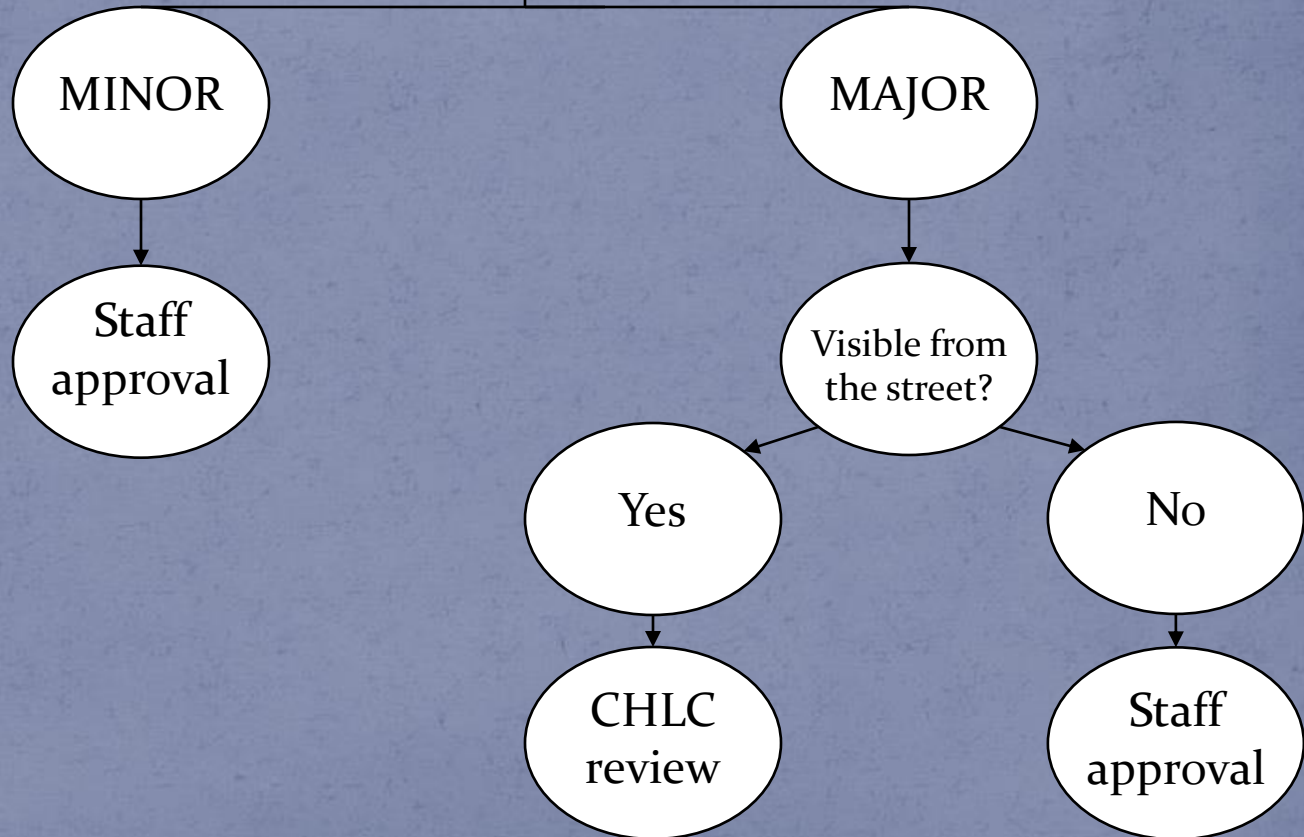 MINOR
MAJOR
Staff
approval
Visible from
the street?
Yes
No
CHLC
review
Staff
approval